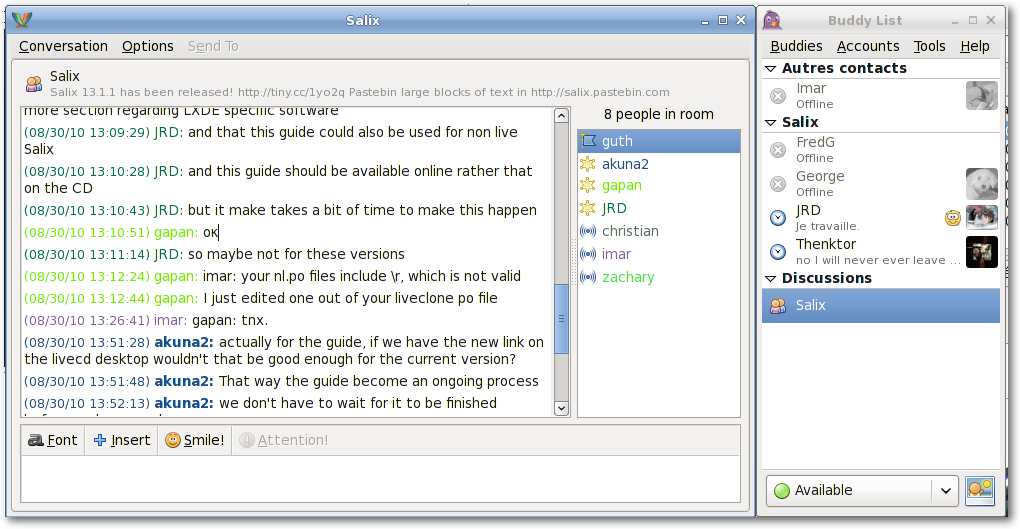 Salix
Conversation Options Send To
Salix
Salix 13.1.1 has been released! http://tiny.cc/1yo2q Pastebin large blocks of text in http://salix.pastebin.com
more section regarding LXDE specific software
(08/30/10 13:09:29) JRD: and that this guide could also be used for non live
Salix
(08/30/10 13:10:28) JRD: and this guide should be available online rather that
on the CD
(08/30/10 13:10:43) JRD: but it make takes a bit of time to make this happen
(08/30/10 13:10:51) gapan: ок
(08/30/10 13:11:14) JRD: so maybe not for these versions
(08/30/10 13:12:24) gapan: imar: your nl.po files include \r, which is not valid
(08/30/10 13:12:44) gapan: I just edited one out of your liveclone po file
(08/30/10 13:26:41) imar: gapan: tnx.
(08/30/10 13:51:28) akuna2: actually for the guide, if we have the new link on
the livecd desktop wouldn't that be good enough for the current version?
(08/30/10 13:51:48) akuna2: That way the guide become an ongoing process
(08/30/10 13:52:13) akuna2: we don't have to wait for it to be finished
8 people in room
guth
akuna2
gapan
JRD
christian
imar
zachary
Font Insert Smile! Attention!
Buddy List
Buddies Accounts Tools Help
Autres contacts
Imar
Offline
Salix
FredG
Offline
George
Offline
JRD
je travaille.
Thenktor
no I will never ever leave ...
Discussions
Salix
Available